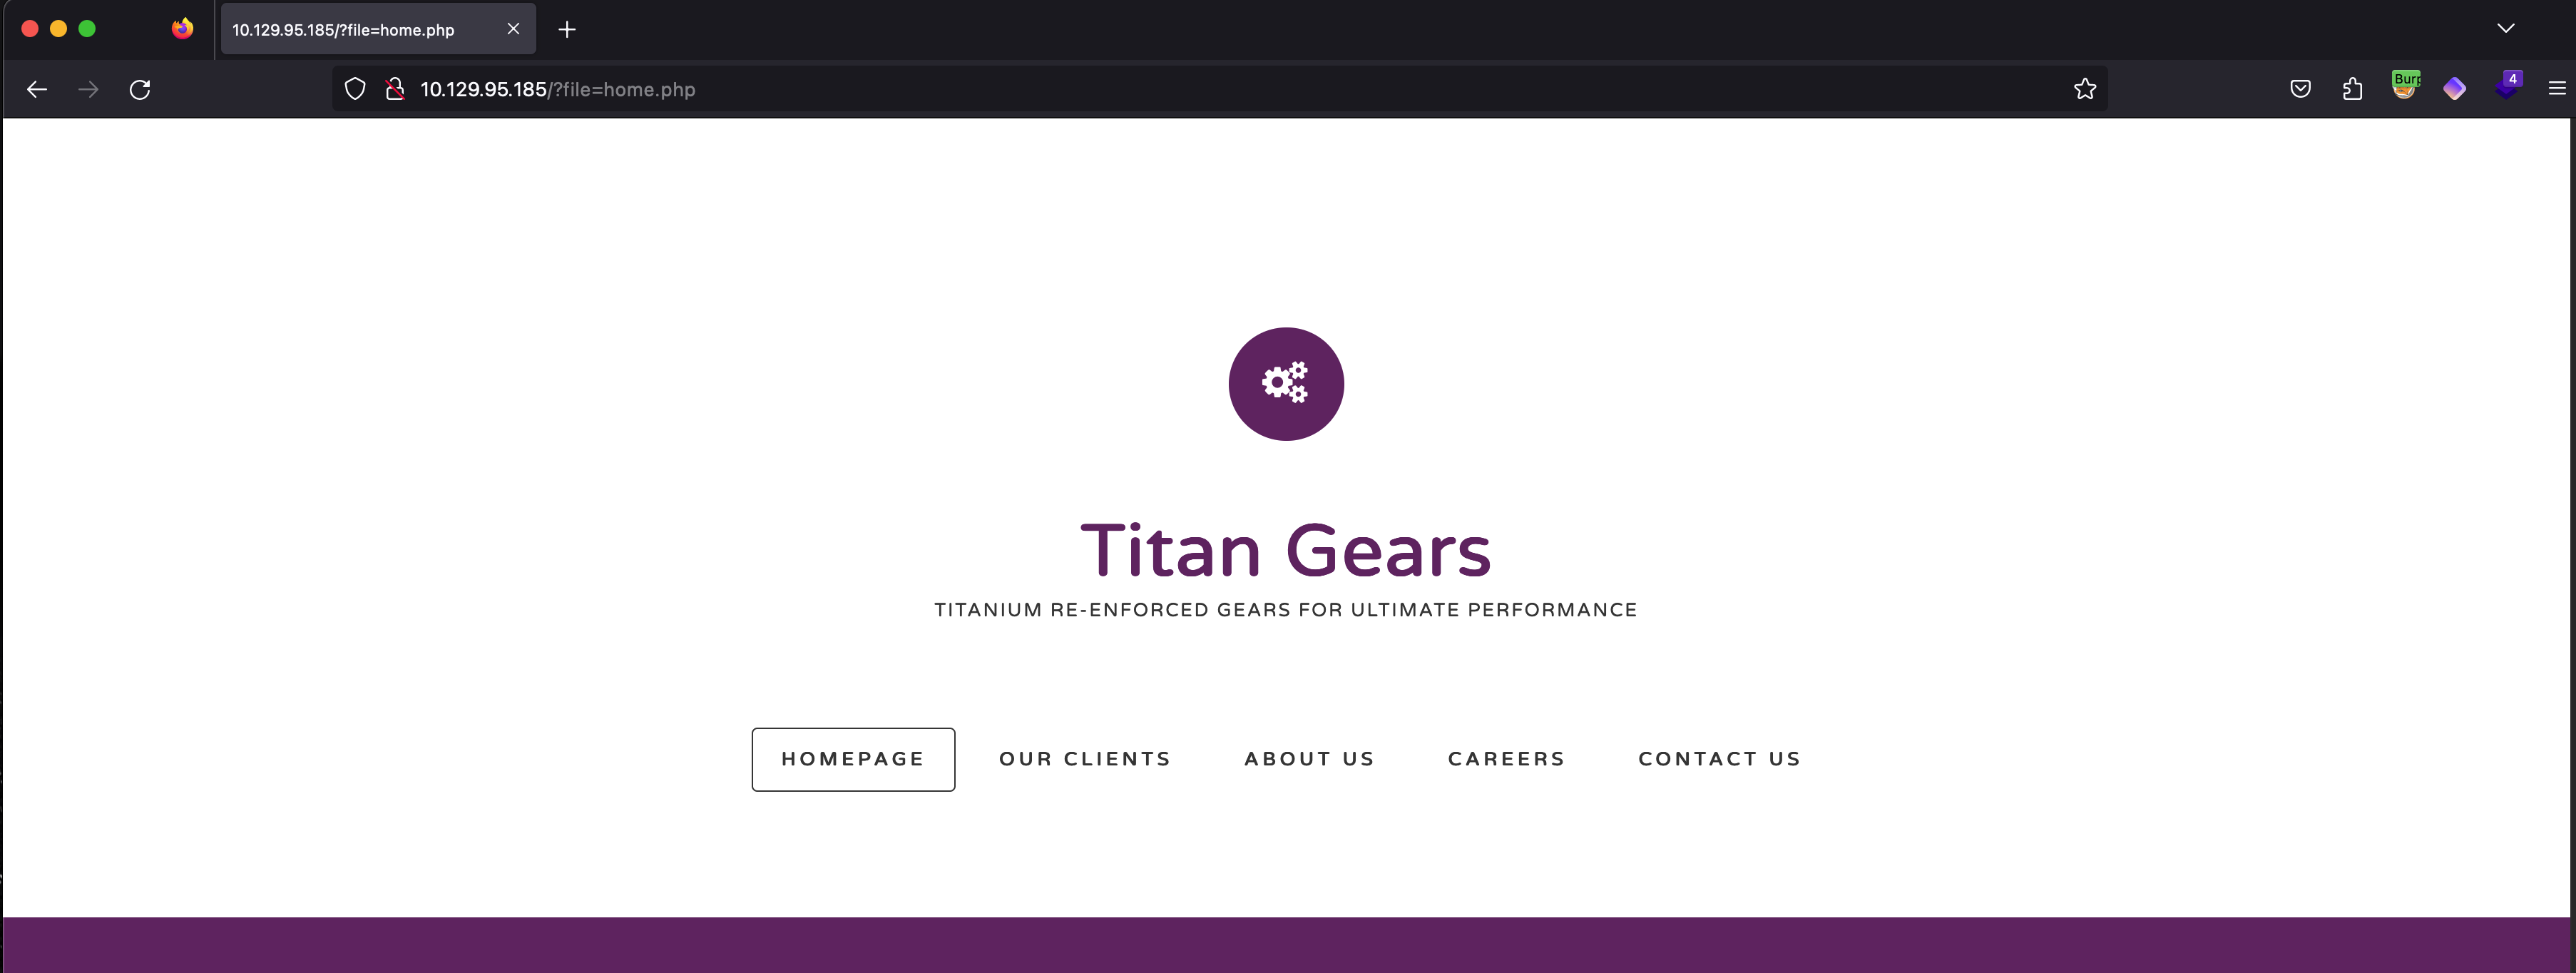 10.129.95.185/?file=home.php
10.129.95.185/?file=home.php
Burp
4
Titan Gears
TITANIUM RE-ENFORCED GEARS FOR ULTIMATE PERFORMANCE
HOMEPAGE OUR CLIENTS ABOUT US CAREERS CONTACT US